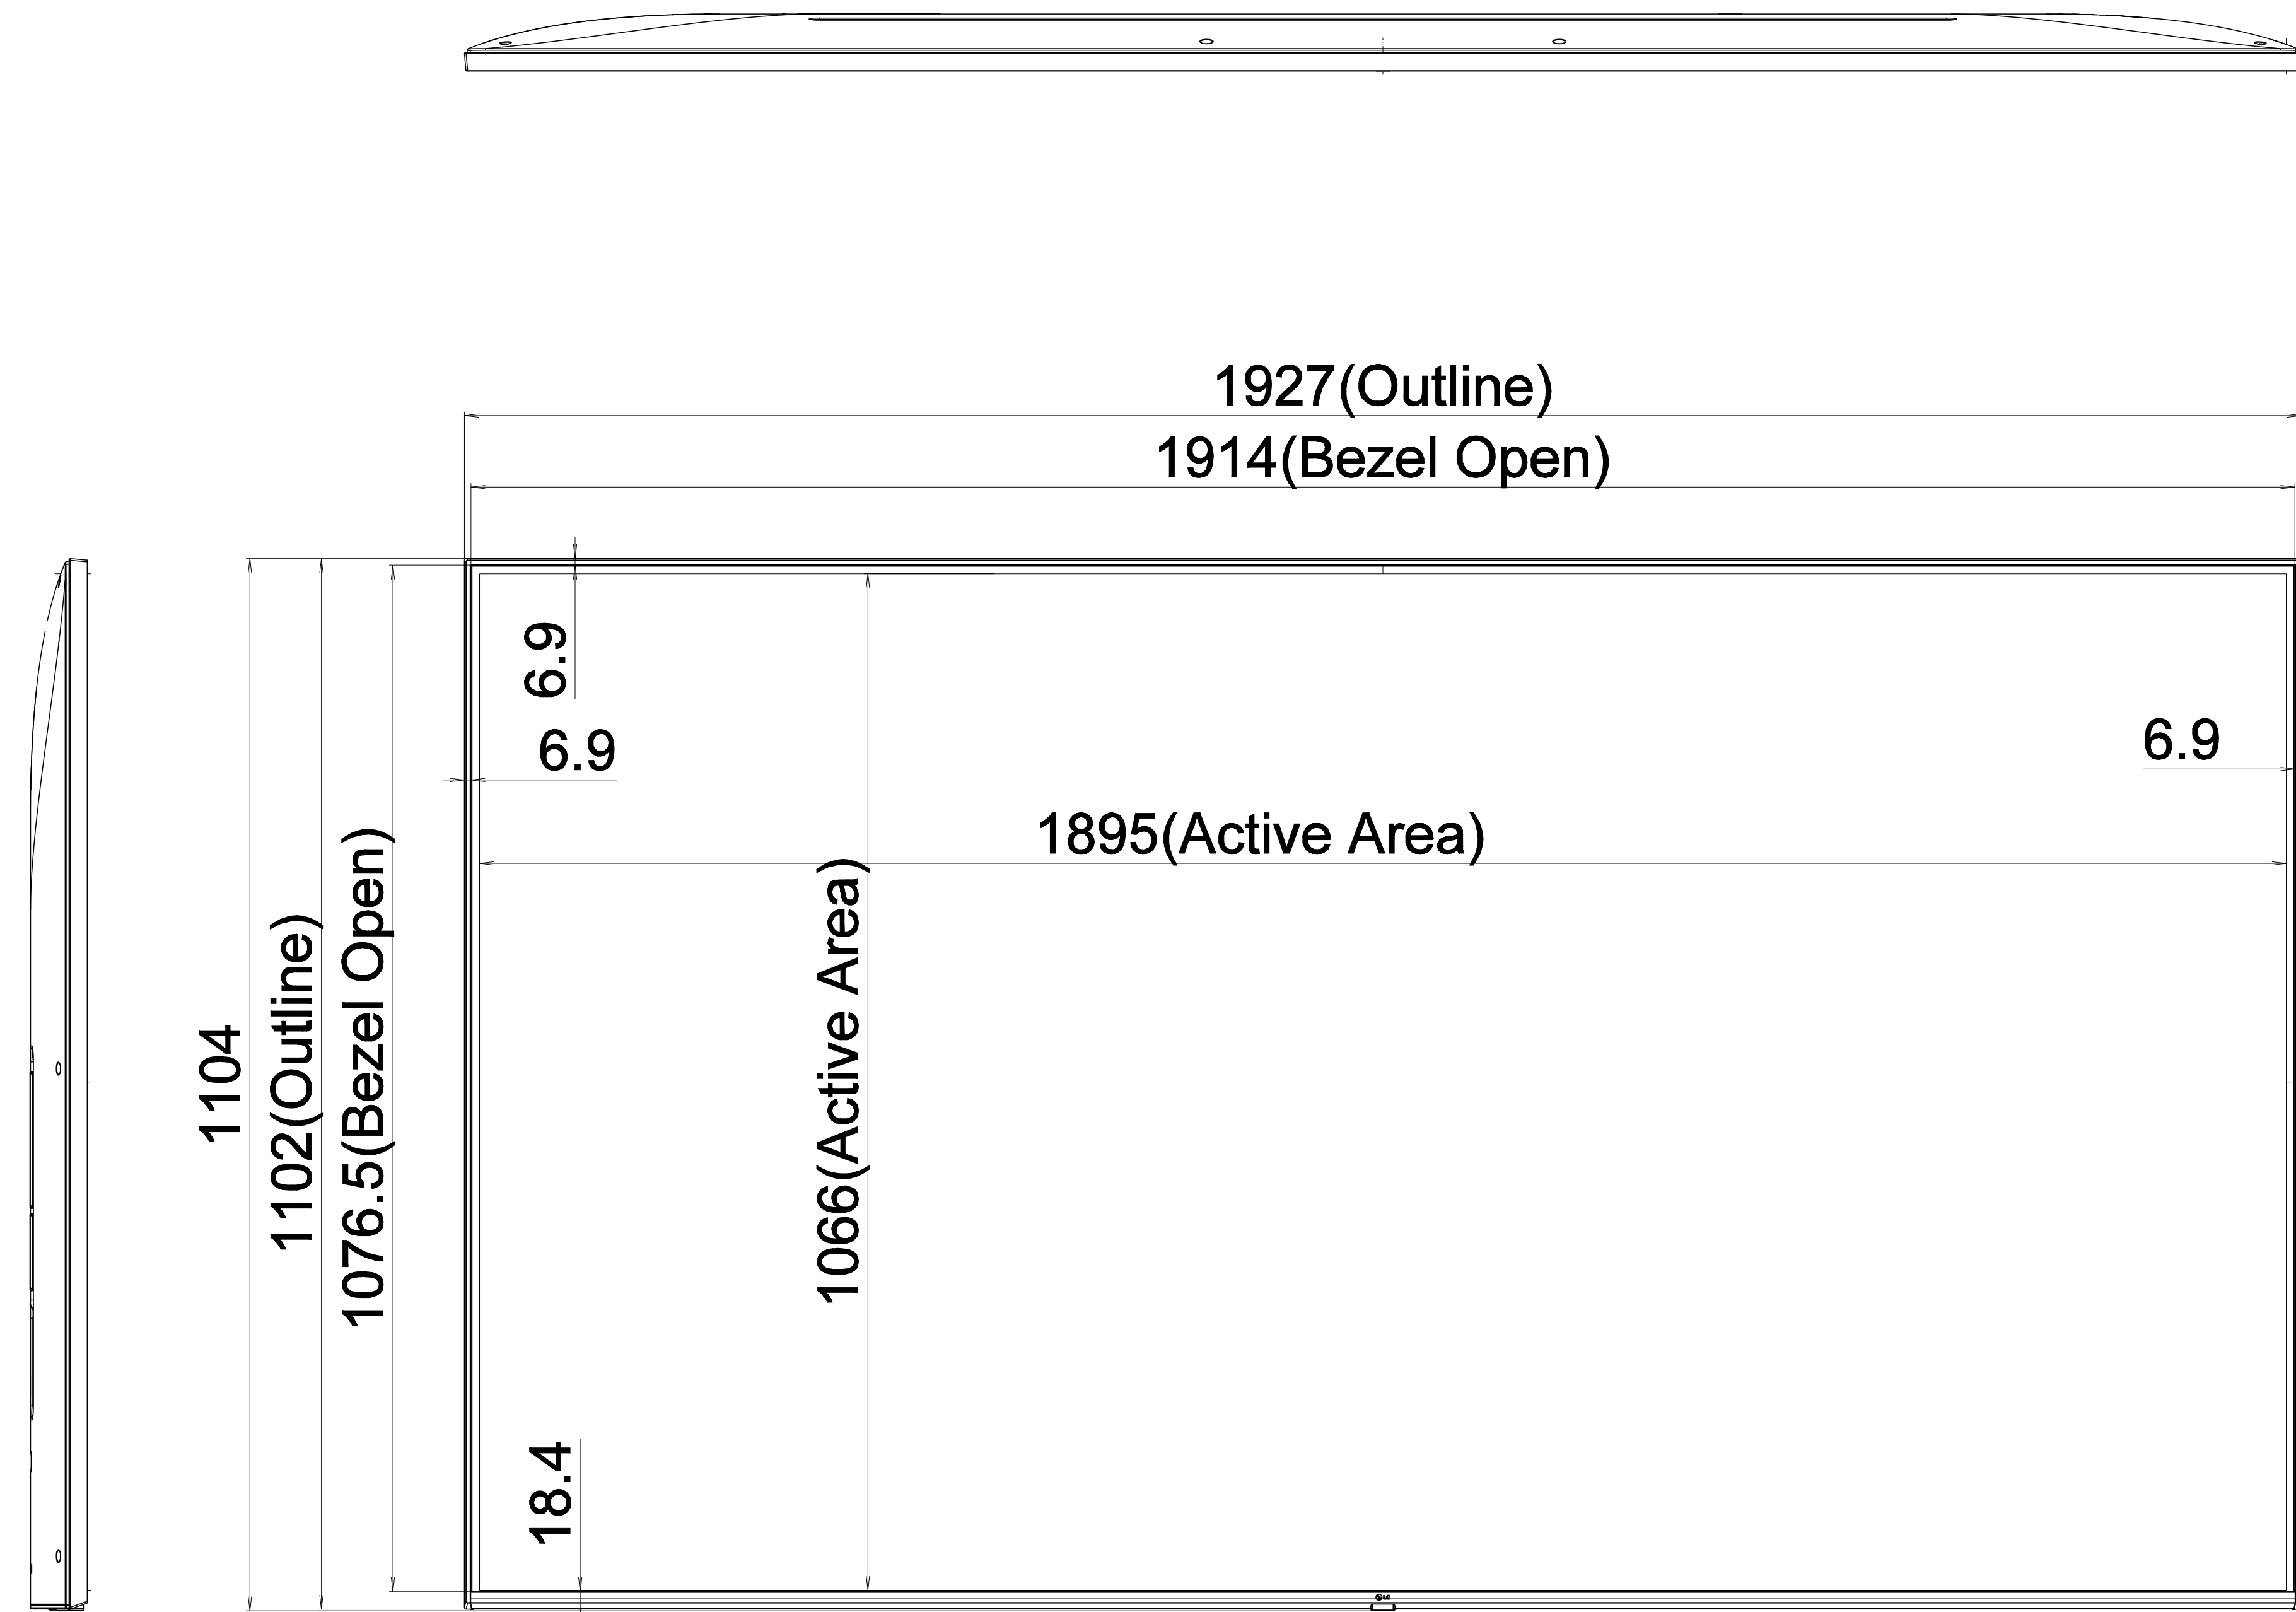 1927(Outline)
1914(Bezel Open)
6.9
6.9
6.9
1895(Active Area)
1104
1102(Outline)
1076.5(Bezel Open)
1066(Active Area)
18.4
LG